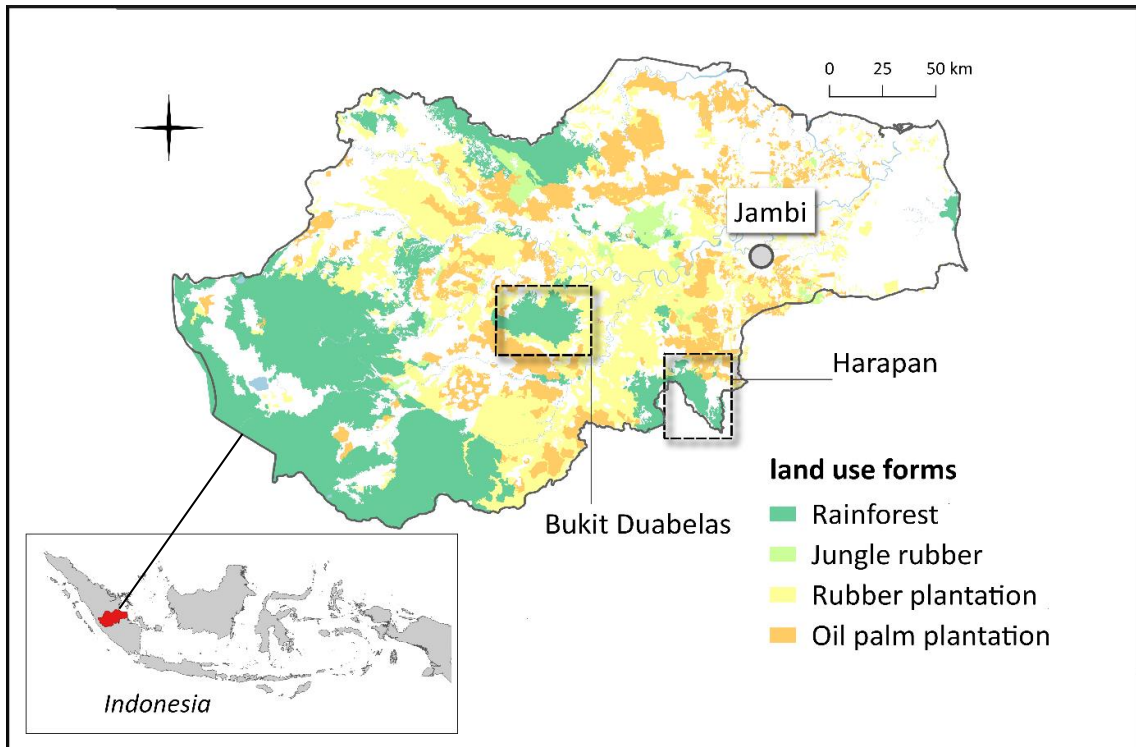 0 25 50 km
Jambi
Harapan
Bukit Duabelas
land use forms
Rainforest
Jungle rubber
Rubber plantation
Oil palm plantation
Indonesia